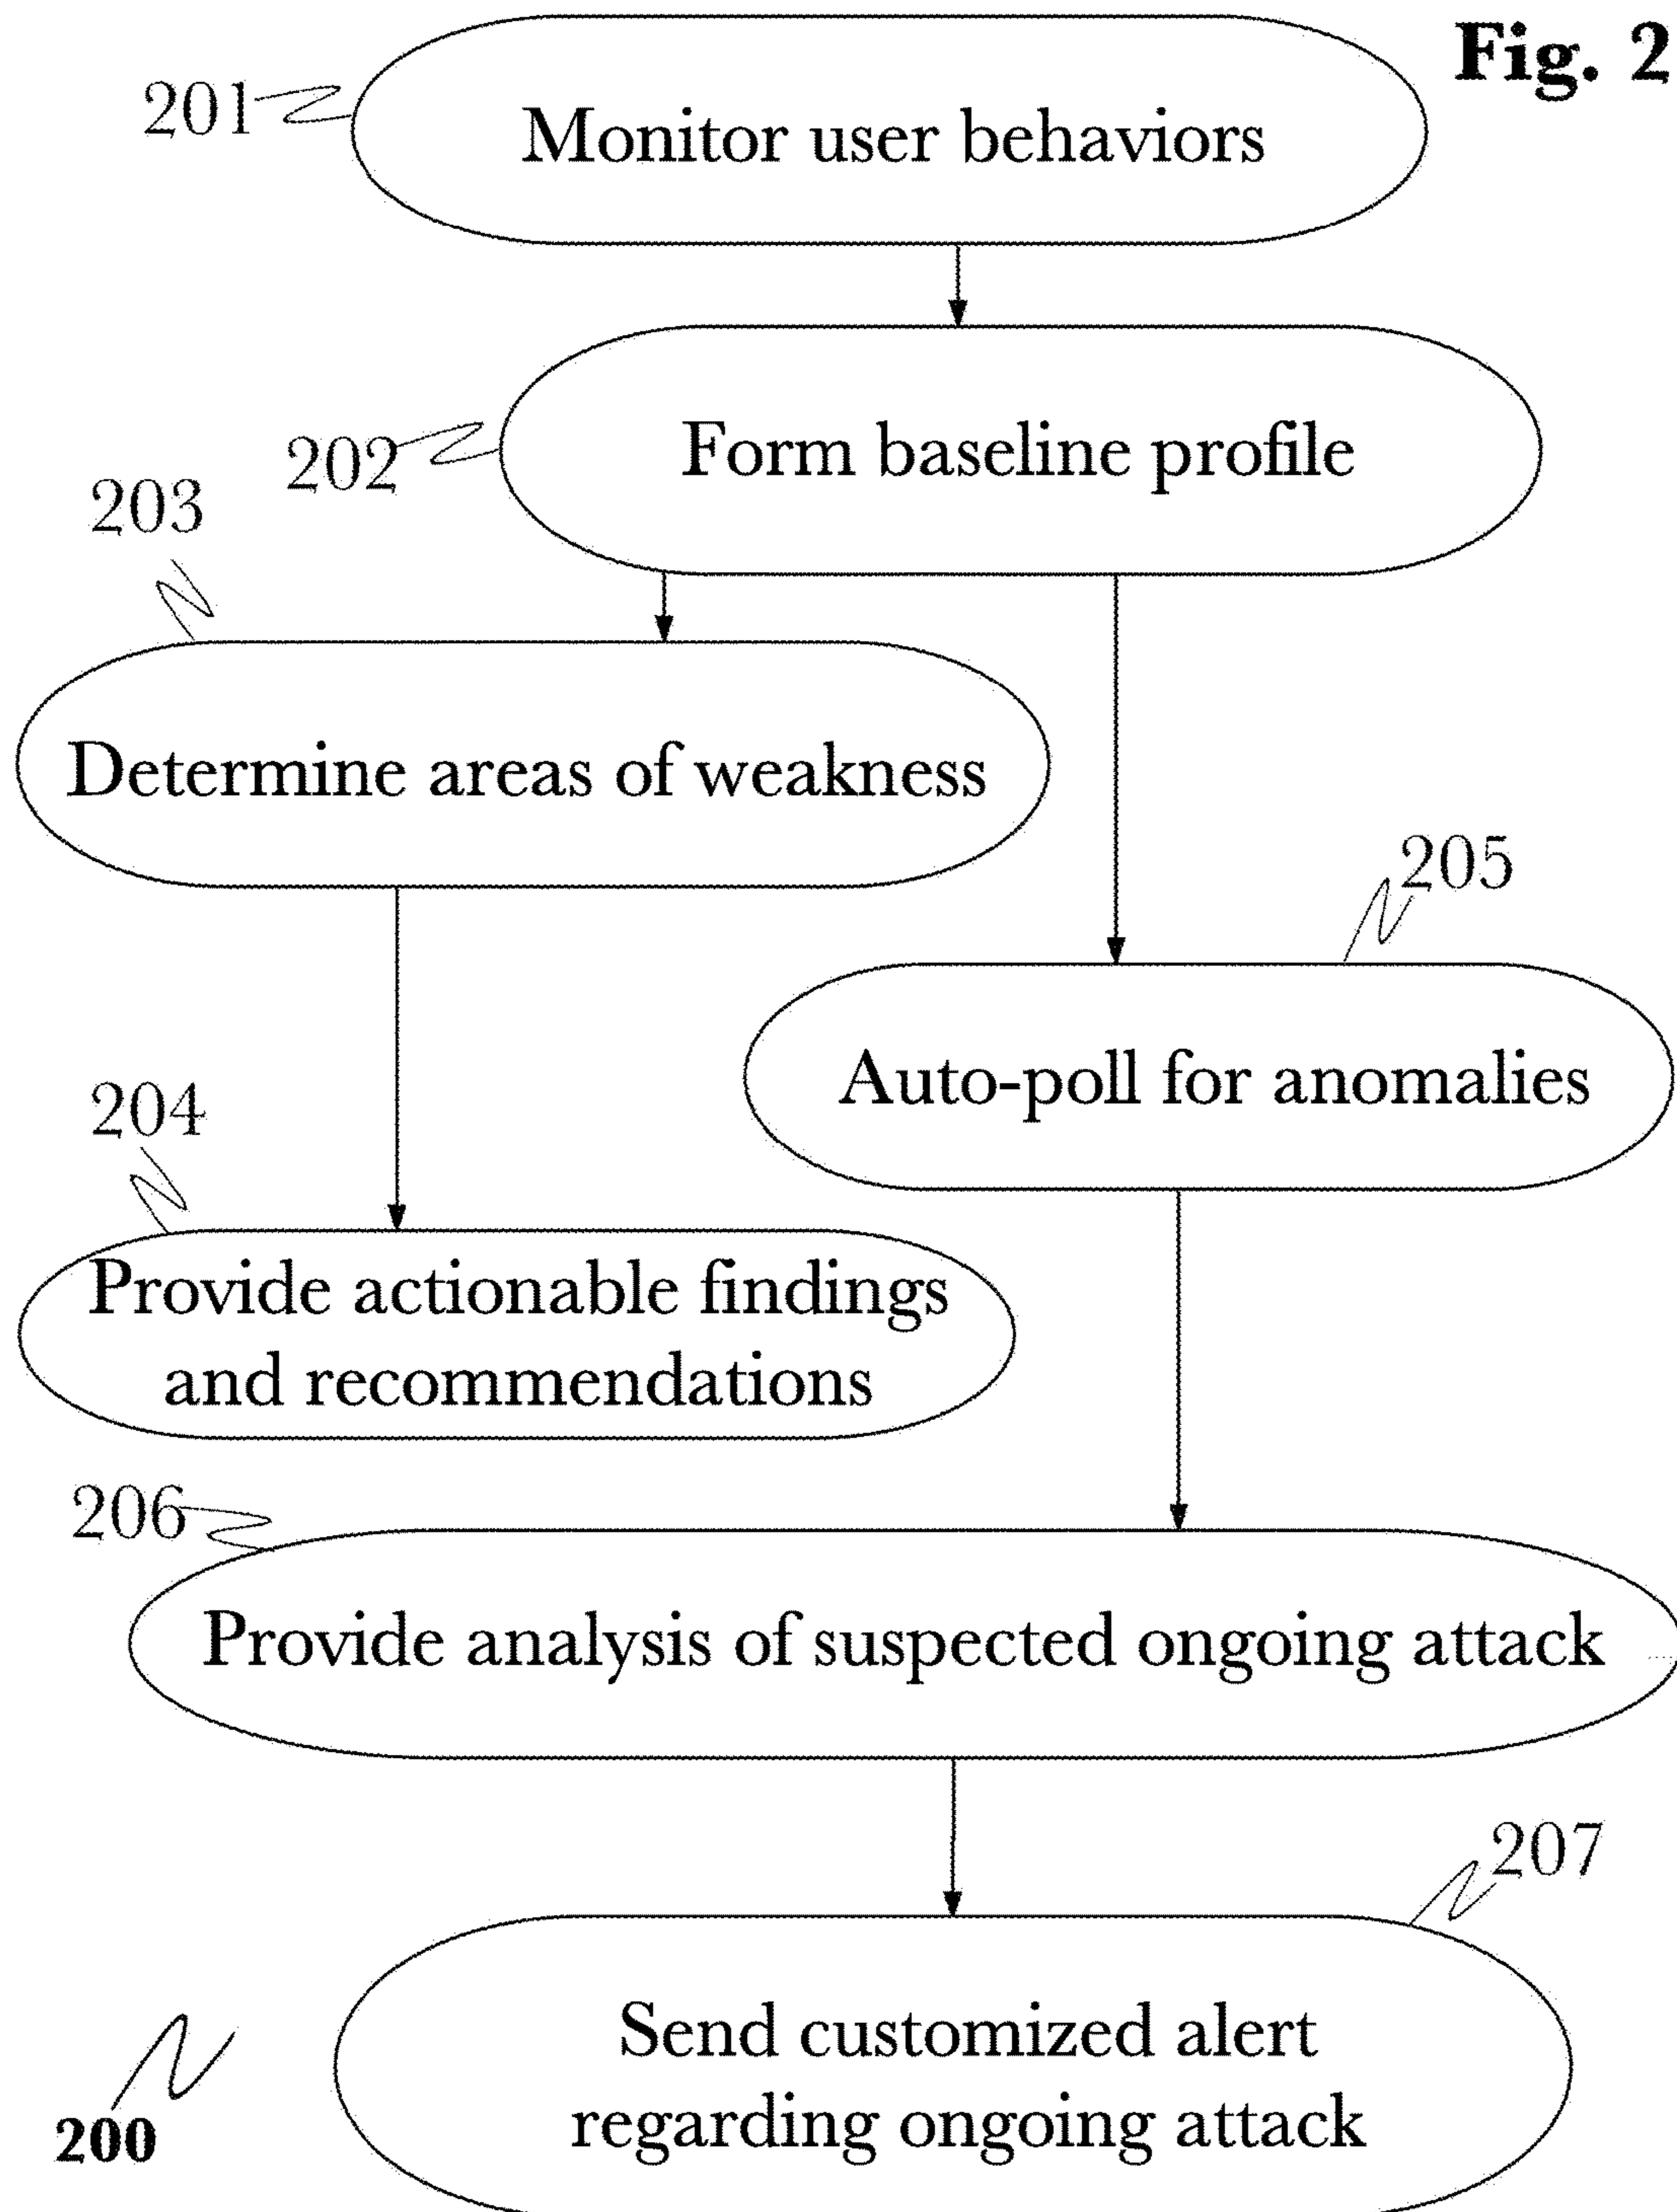 Fig. 2
201
Monitor user behaviors
202
Form baseline profile
203
Determine areas of weakness
205
Auto-poll for anomalies
204
Provide actionable findings
and recommendations
206
Provide analysis of suspected ongoing attack
207
Send customized alert
regarding ongoing attack
200